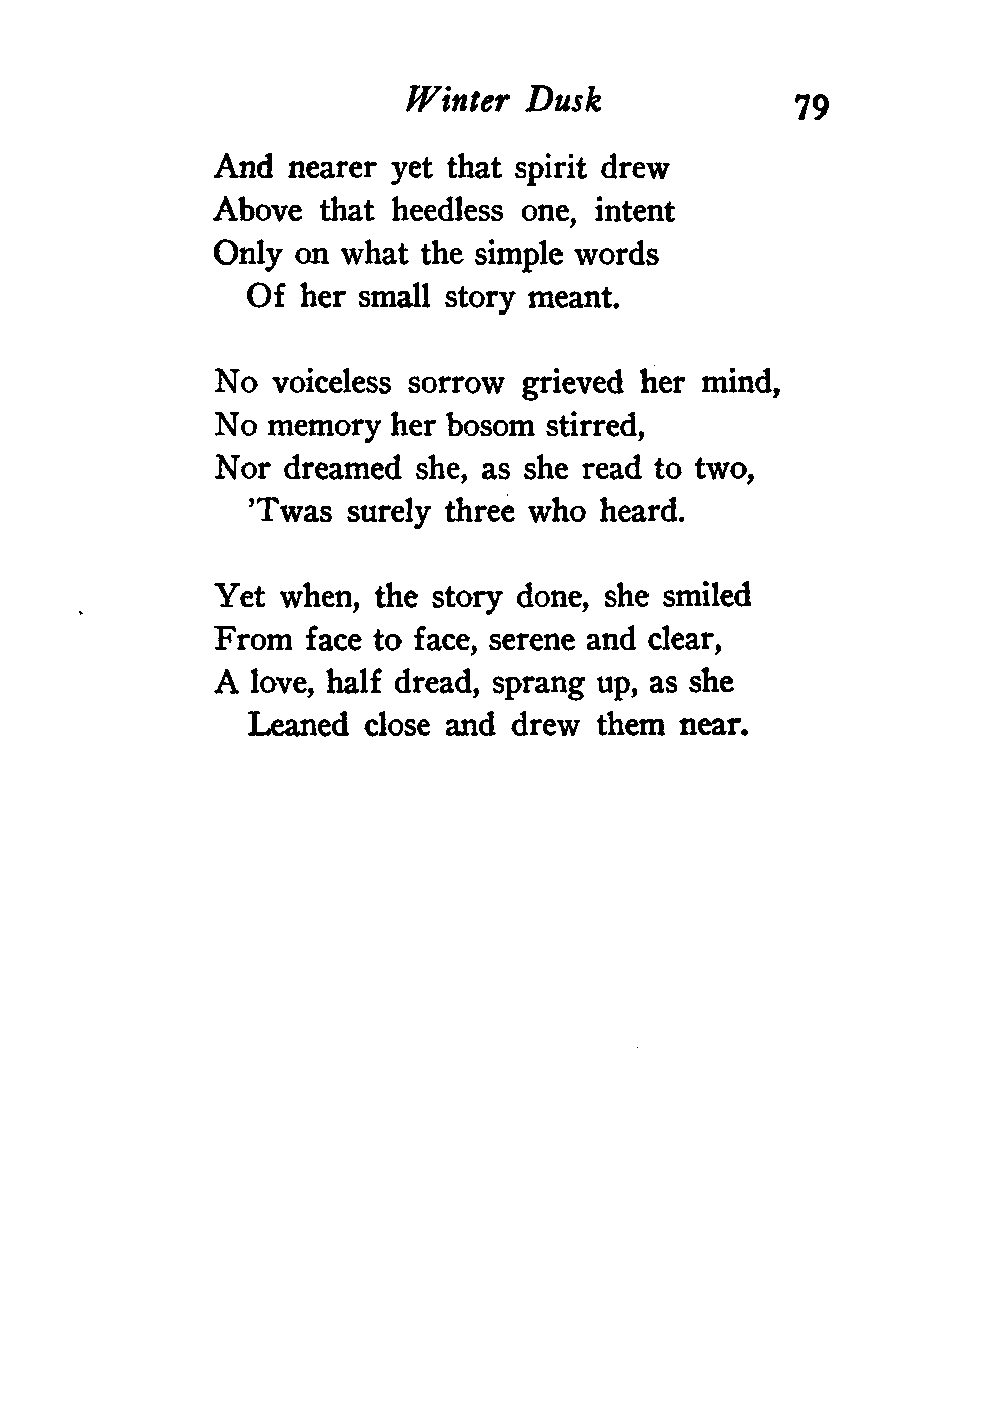 Winter Dusk 79
And nearer yet that spirit drew
Above that heedless one, intent
Only on what the simple words
Of her small story meant.
No voiceless sorrow grieved her mind,
No memory her bosom stirred,
Nor dreamed she, as she read to two,
'Twas surely three who heard.
Yet when, the story done, she smiled
From face to face, serene and clear,
A love, half dread, sprang up, as she
Leaned close and drew them near.